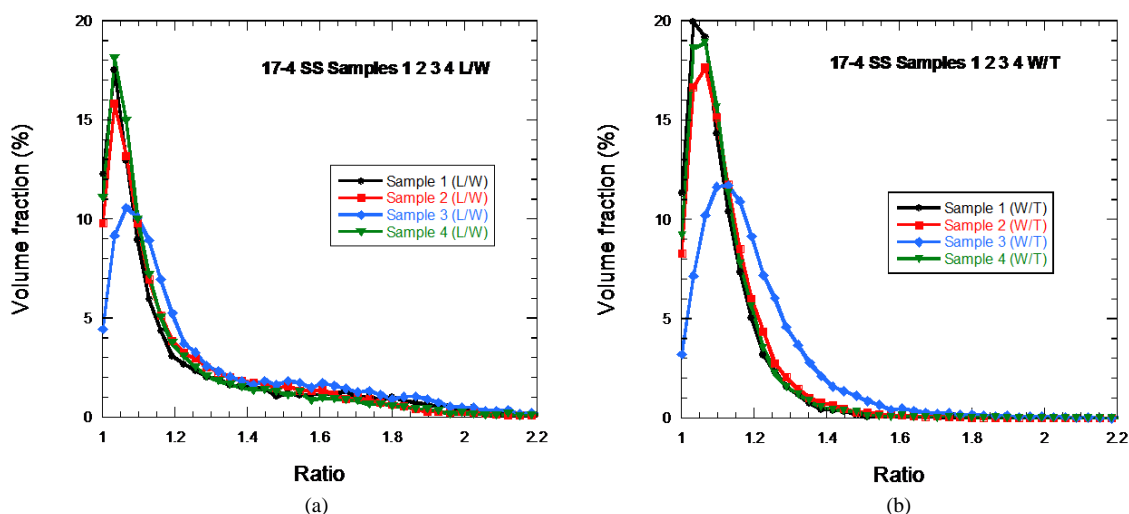 (a)
17-4 SS Samples 1 2 3 4 L/W
Volume fraction (%)
20
15
10
5
0
Sample 1 (L/W)
Sample 2 (L/W)
Sample 3 (L/W)
Sample 4 (L/W)
1 1.2 1.4 1.6 1.8 2 2.2
Ratio
(a)
(b)
17-4 SS Samples 1 2 3 4 W/T
Volume fraction (%)
20
15
10
5
0
Sample 1 (W/T)
Sample 2 (W/T)
Sample 3 (W/T)
Sample 4 (W/T)
1 1.2 1.4 1.6 1.8 2 2.2
Ratio
(b)